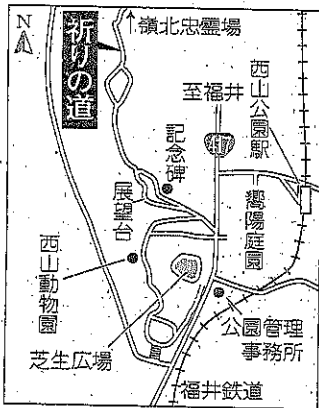 N
↑嶺北忠霊場
祈りの道
至福井
417
西山公園駅
記念碑
展望台
嚮陽庭園
西山動物園
芝生広場
公園管理
事務所
福井鉄道